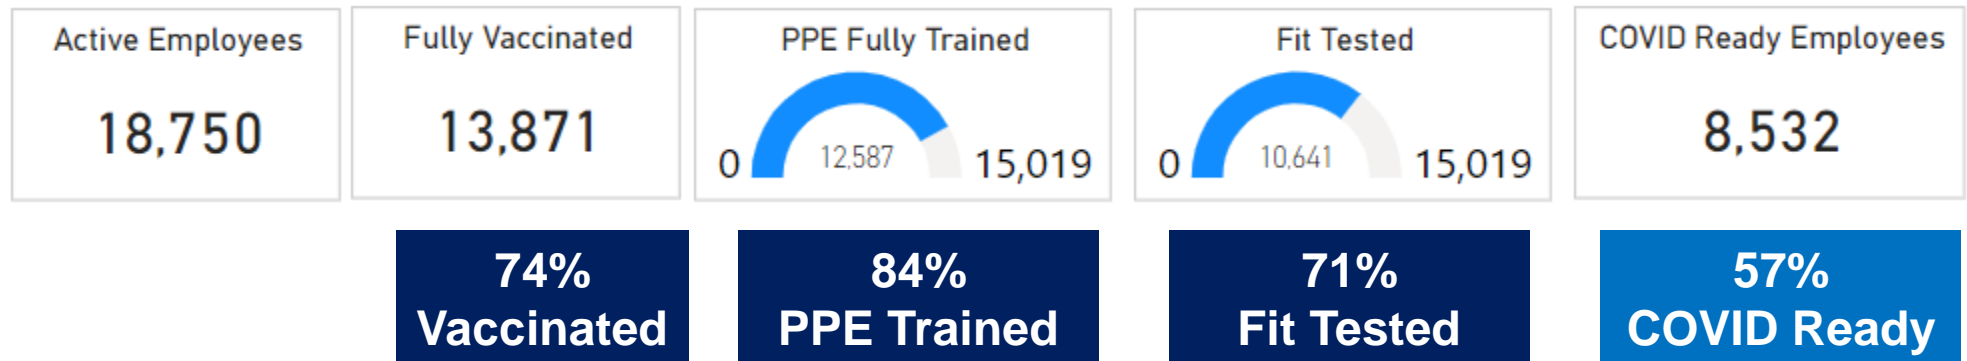 Active Employees
18,750
Fully Vaccinated
13,871
PPE Fully Trained
12,587
0
15,019
Fit Tested
10,641
0
15,019
COVID Ready Employees
8,532
74%
Vaccinated
84%
PPE Trained
71%
Fit Tested
57%
COVID Ready